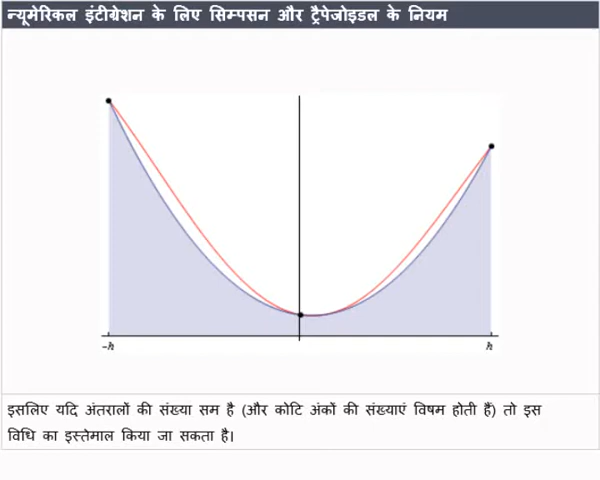 न्यूमेरिकल इंटीग्रेशन के लिए सिम्पसन और ट्रैपेजोइडल के नियम
-h
h
इसलिए यदि अंतरालों की संख्या सम है (और कोटि अंकों की संख्याएं विषम होती हैं) तो इस
विधि का इस्तेमाल किया जा सकता है।